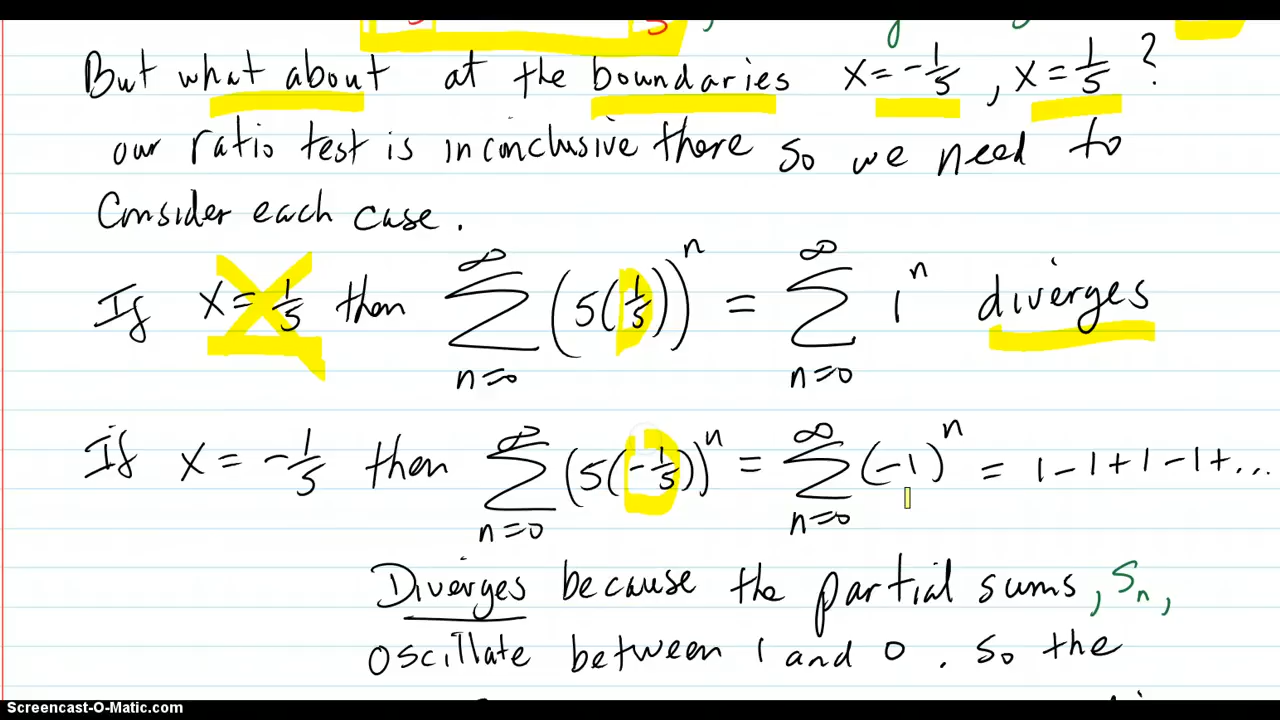 But what about at the boundaries x = -1/5 , x = 1/5 ?
our ratio test is inconclusive there so we need to
Consider each case.
If x = 1/5 then ∑_{n=0}^{∞} (5(1/5))^n = ∑_{n=0}^{∞} 1^n diverges
If x = -1/5 then ∑_{n=0}^{∞} (5(-1/5))^n = ∑_{n=0}^{∞} (-1)^n = 1-1+1-1+...
Diverges because the partial sums, S_n,
oscillate between 1 and 0. So the
Screencast-O-Matic.com